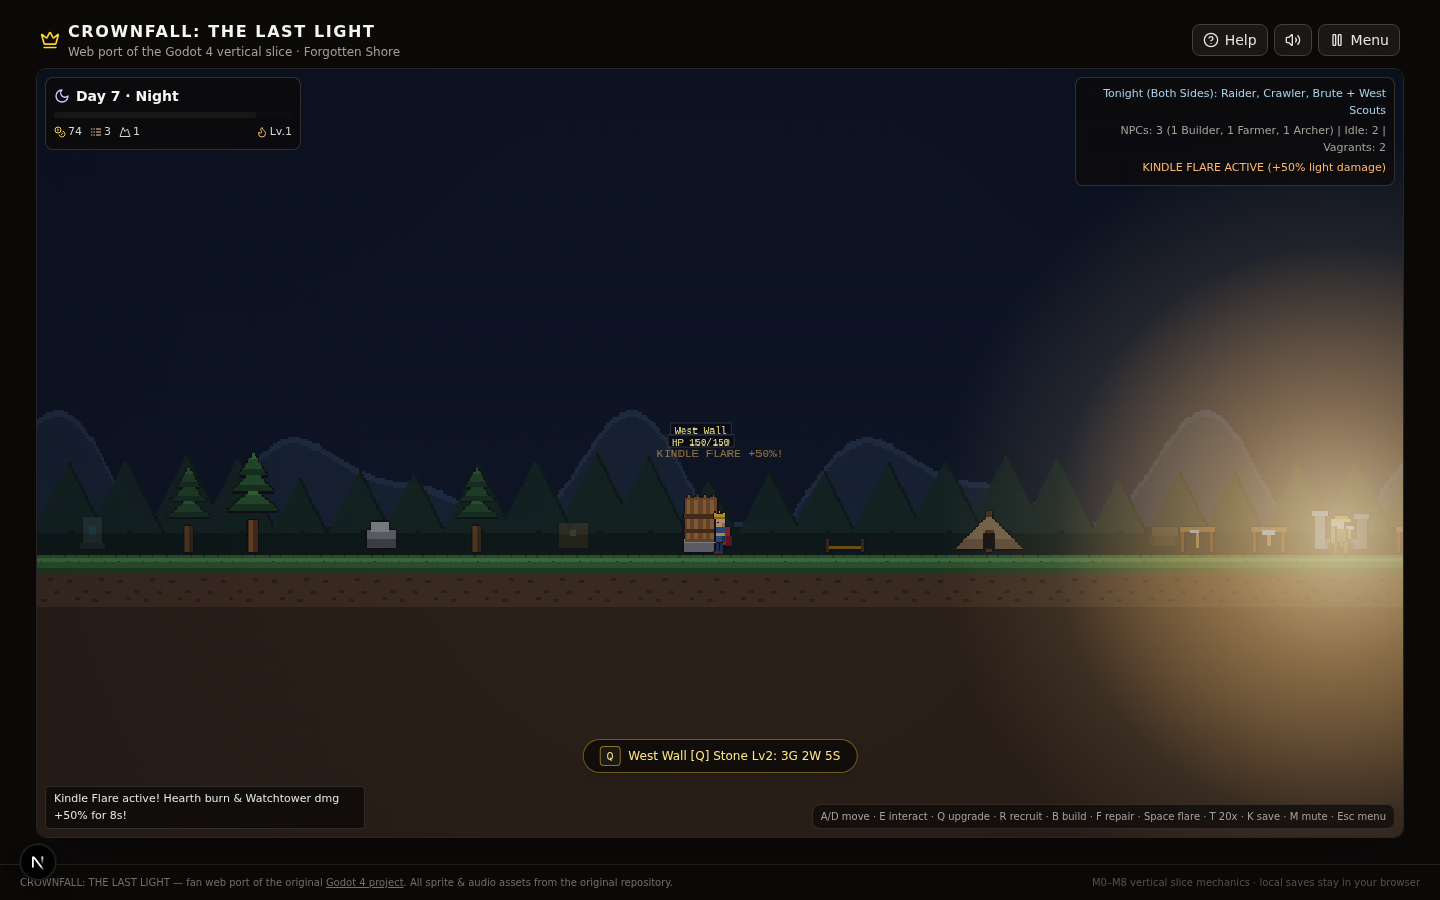 CROWNFALL: THE LAST LIGHT
Web port of the Godot 4 vertical slice · Forgotten Shore
Help
Menu
Day 7 · Night
74 3 1 Lv.1
Tonight (Both Sides): Raider, Crawler, Brute + West
Scouts
NPCs: 3 (1 Builder, 1 Farmer, 1 Archer) | Idle: 2 |
Vagrants: 2
KINDLE FLARE ACTIVE (+50% light damage)
West Wall
HP 150/150
KINDLE FLARE +50%!
Q West Wall [Q] Stone Lv2: 3G 2W 5S
Kindle Flare active! Hearth burn & Watchtower dmg
+50% for 8s!
A/D move · E interact · Q upgrade · R recruit · B build · F repair · Space flare · T 20x · K save · M mute · Esc menu
N
CROWNFALL: THE LAST LIGHT — fan web port of the original Godot 4 project. All sprite & audio assets from the original repository.
M0–M8 vertical slice mechanics · local saves stay in your browser